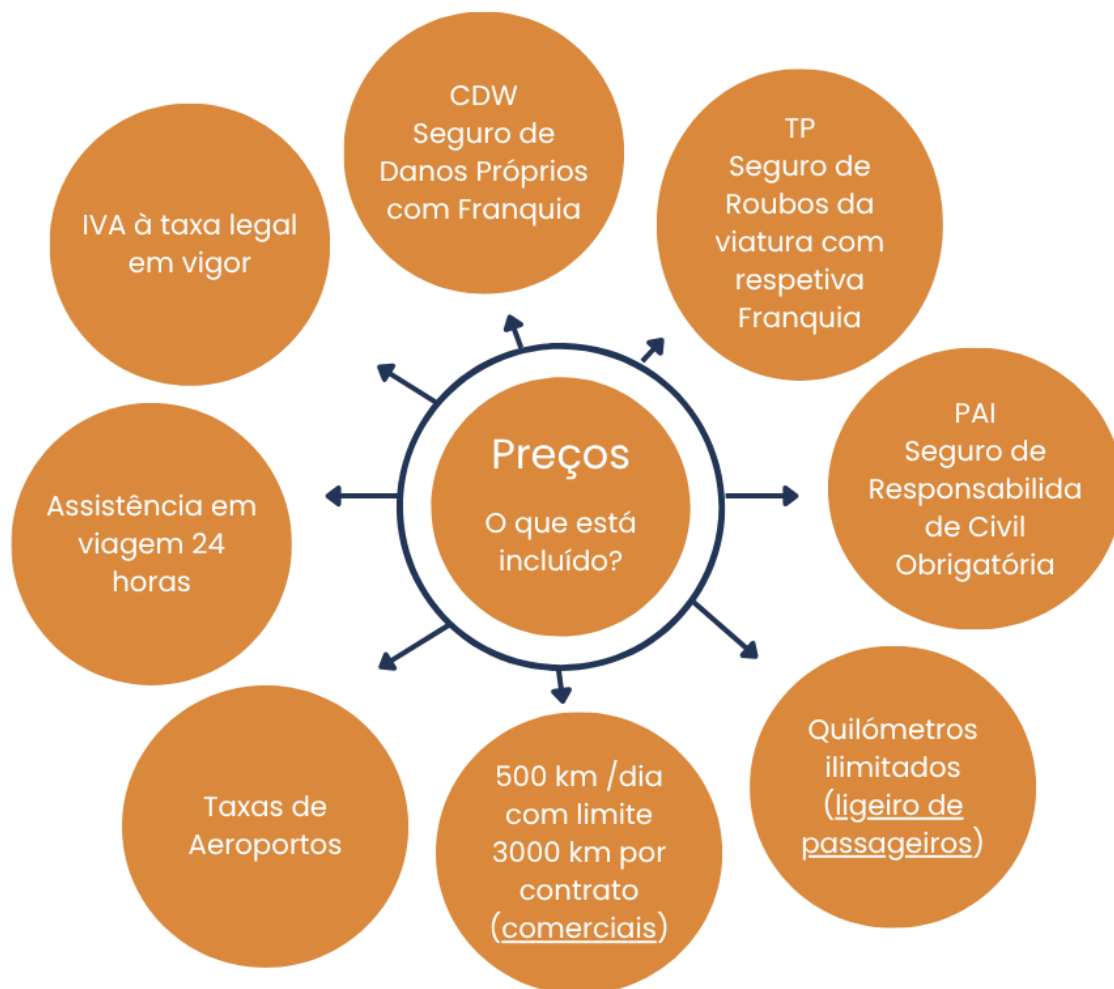 Preços
O que está
incluído?
CDW
Seguro de
Danos Próprios
com Franquia
TP
Seguro de
Roubos da
viatura com
respetiva
Franquia
PAI
Seguro de
Responsabilida
de Civil
Obrigatória
Quilómetros
ilimitados
(ligeiro de
passageiros)
500 km /dia
com limite
3000 km por
contrato
(comerciais)
Taxas de
Aeroportos
Assistência em
viagem 24
horas
IVA à taxa legal
em vigor